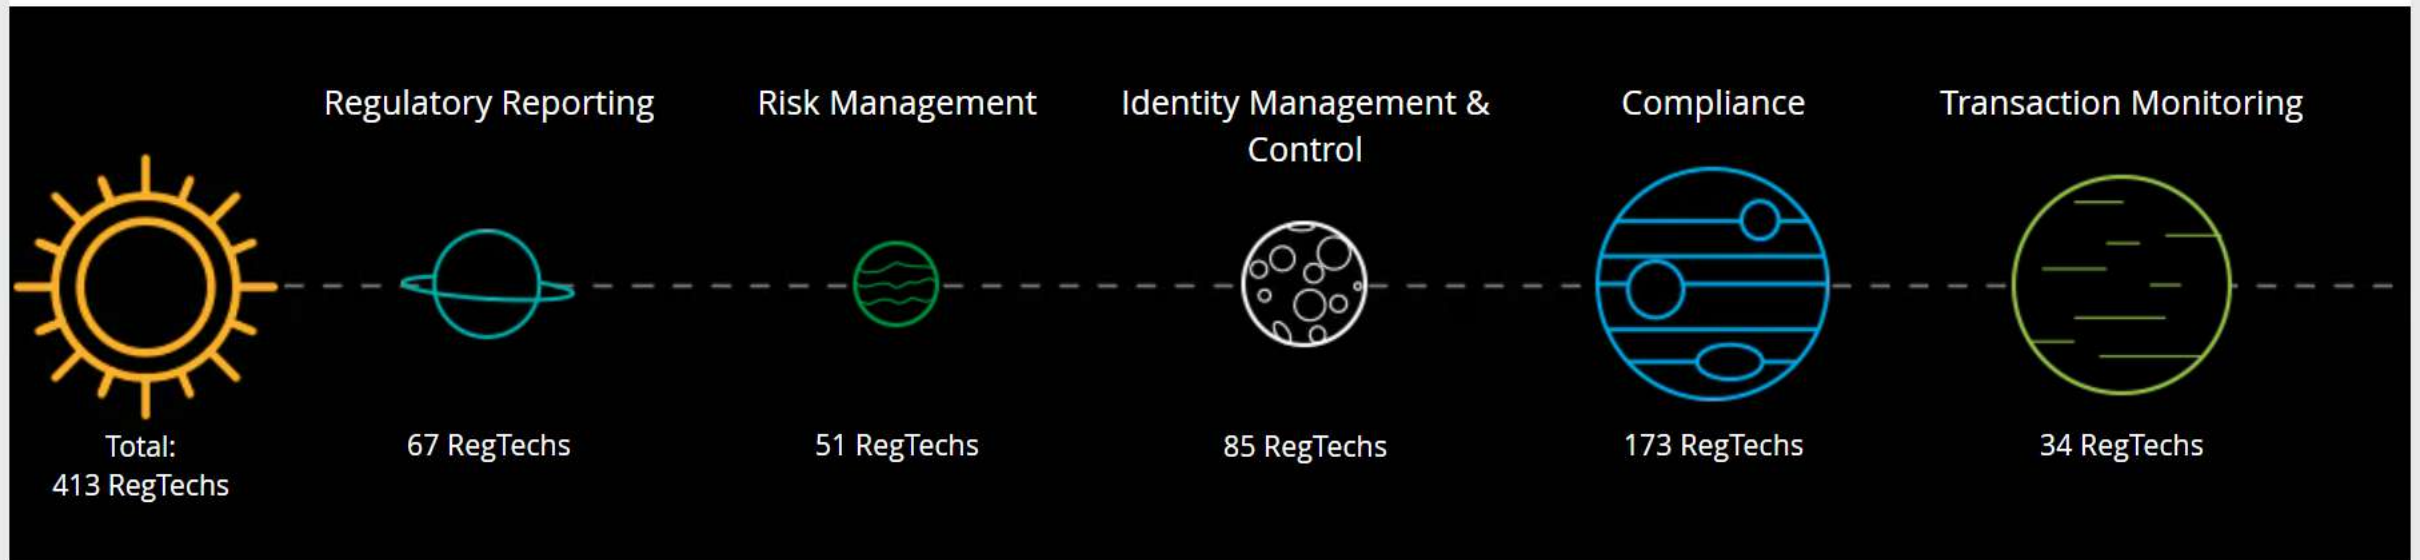 Regulatory Reporting
Risk Management
Identity Management &
Control
Compliance
Transaction Monitoring
Total:
413 RegTechs
67 RegTechs
51 RegTechs
85 RegTechs
173 RegTechs
34 RegTechs